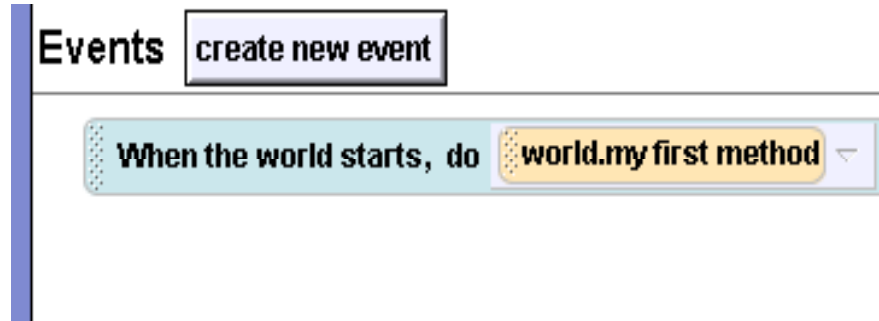 Events create new event
When the world starts, do world.my first method